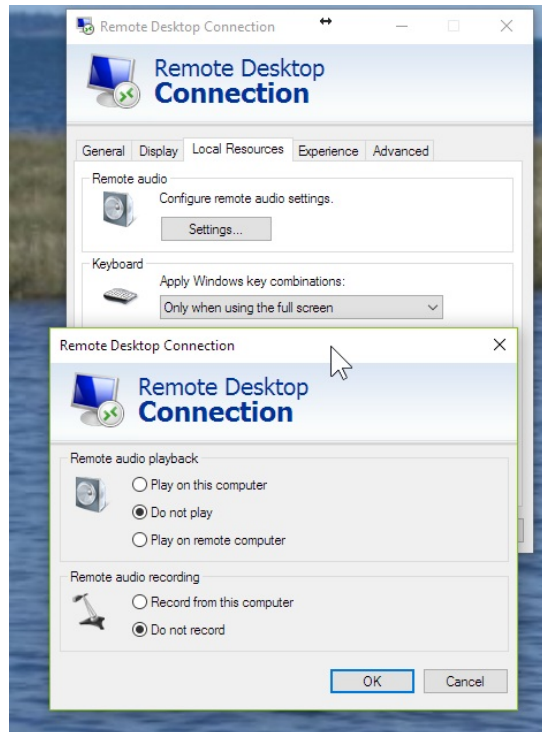 Remote Desktop Connection
Remote Desktop
Connection
General Display Local Resources Experience Advanced
Remote audio
Configure remote audio settings.
Settings...
Keyboard
Apply Windows key combinations:
Only when using the full screen
Remote Desktop Connection
Remote Desktop
Connection
Remote audio playback
Play on this computer
Do not play
Play on remote computer
Remote audio recording
Record from this computer
Do not record
OK Cancel